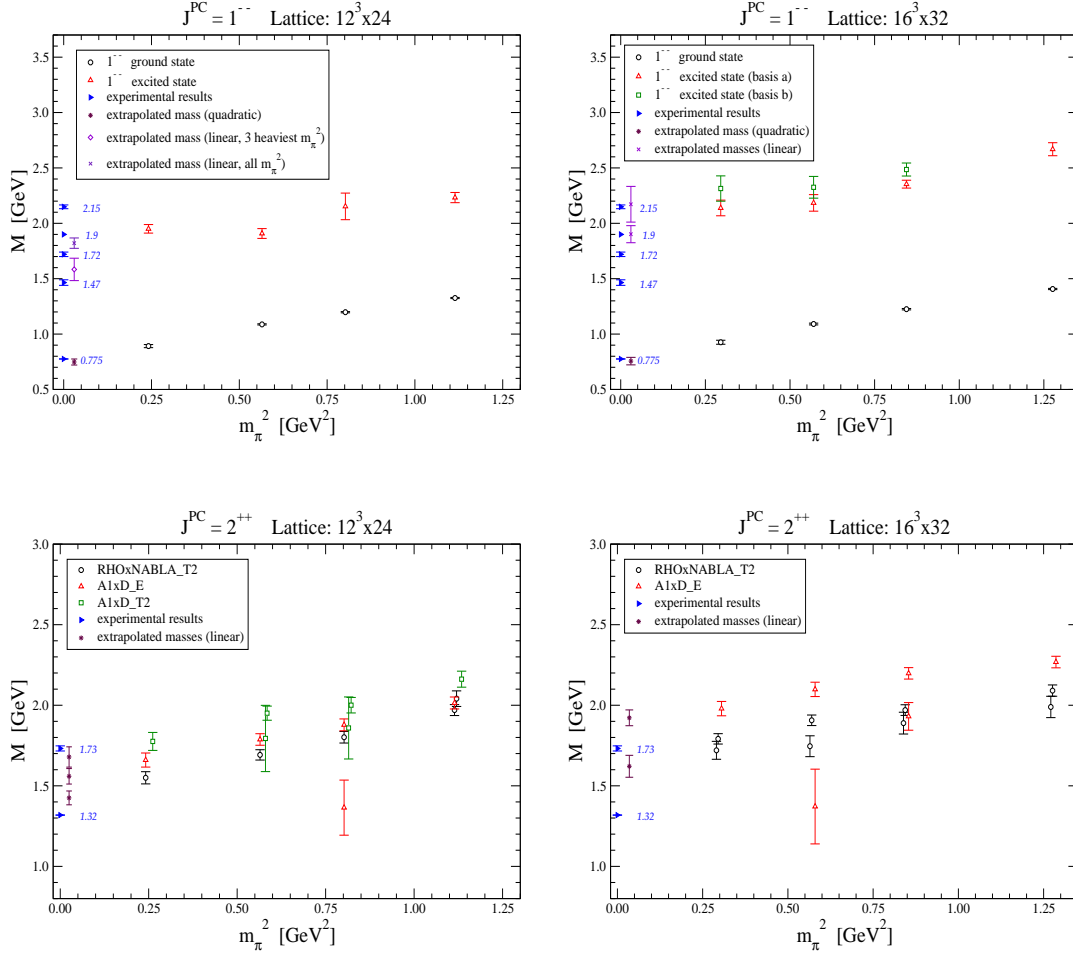 J^PC = 1^-- Lattice: 12^3x24
1^-- ground state
1^-- excited state
experimental results
extrapolated mass (quadratic)
extrapolated mass (linear, 3 heaviest m_π^2)
extrapolated mass (linear, all m_π^2)
M [GeV]
3.5
3.0
2.5
2.0
1.5
1.0
0.5
2.15
1.9
1.72
1.47
0.775
0.00 0.25 0.50 0.75 1.00 1.25
m_π^2 [GeV^2]
J^PC = 1^-- Lattice: 16^3x32
1^-- ground state
1^-- excited state (basis a)
1^-- excited state (basis b)
experimental results
extrapolated mass (quadratic)
extrapolated masses (linear)
M [GeV]
3.5
3.0
2.5
2.0
1.5
1.0
0.5
2.15
1.9
1.72
1.47
0.775
0.00 0.25 0.50 0.75 1.00 1.25
m_π^2 [GeV^2]
J^PC = 2^++ Lattice: 12^3x24
RHOxNABLA_T2
A1xD_E
A1xD_T2
experimental results
extrapolated masses (linear)
M [GeV]
3.0
2.5
2.0
1.5
1.0
1.73
1.32
0.00 0.25 0.50 0.75 1.00 1.25
m_π^2 [GeV^2]
J^PC = 2^++ Lattice: 16^3x32
RHOxNABLA_T2
A1xD_E
experimental results
extrapolated masses (linear)
M [GeV]
3.0
2.5
2.0
1.5
1.0
1.73
1.32
0.00 0.25 0.50 0.75 1.00 1.25
m_π^2 [GeV^2]